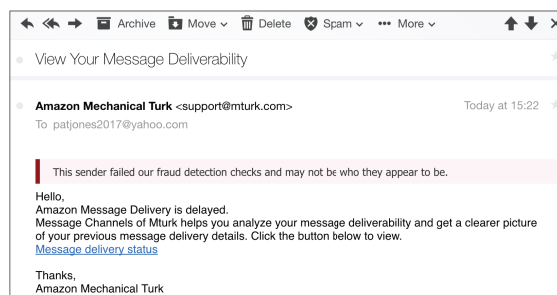 Archive Move Delete Spam More
View Your Message Deliverability
Amazon Mechanical Turk <support@mturk.com> Today at 15:22
To patjones2017@yahoo.com
This sender failed our fraud detection checks and may not be who they appear to be.
Hello,
Amazon Message Delivery is delayed.
Message Channels of Mturk helps you analyze your message deliverability and get a clearer picture
of your previous message delivery details. Click the button below to view.
Message delivery status
Thanks,
Amazon Mechanical Turk